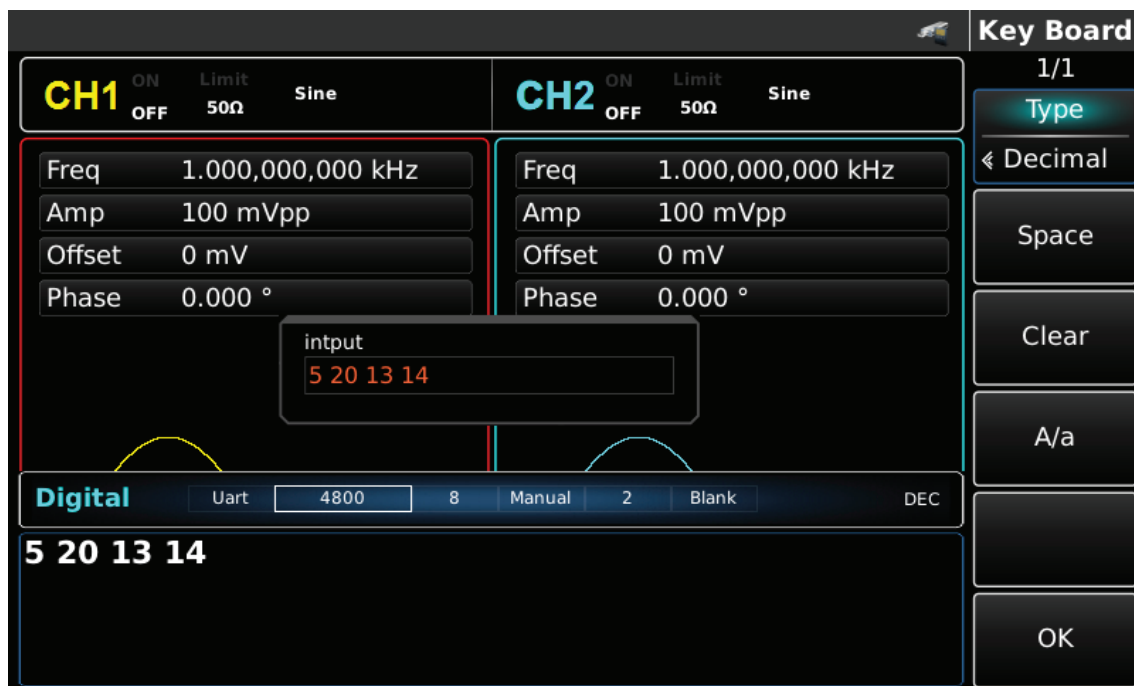 Key Board
1/1
CH1 ON OFF Limit 50Ω Sine
CH2 ON OFF Limit 50Ω Sine
Type
« Decimal
Freq 1.000,000,000 kHz
Amp 100 mVpp
Offset 0 mV
Phase 0.000 °
Freq 1.000,000,000 kHz
Amp 100 mVpp
Offset 0 mV
Phase 0.000 °
Space
Clear
A/a
OK
intput
5 20 13 14
Digital Uart 4800 8 Manual 2 Blank DEC
5 20 13 14